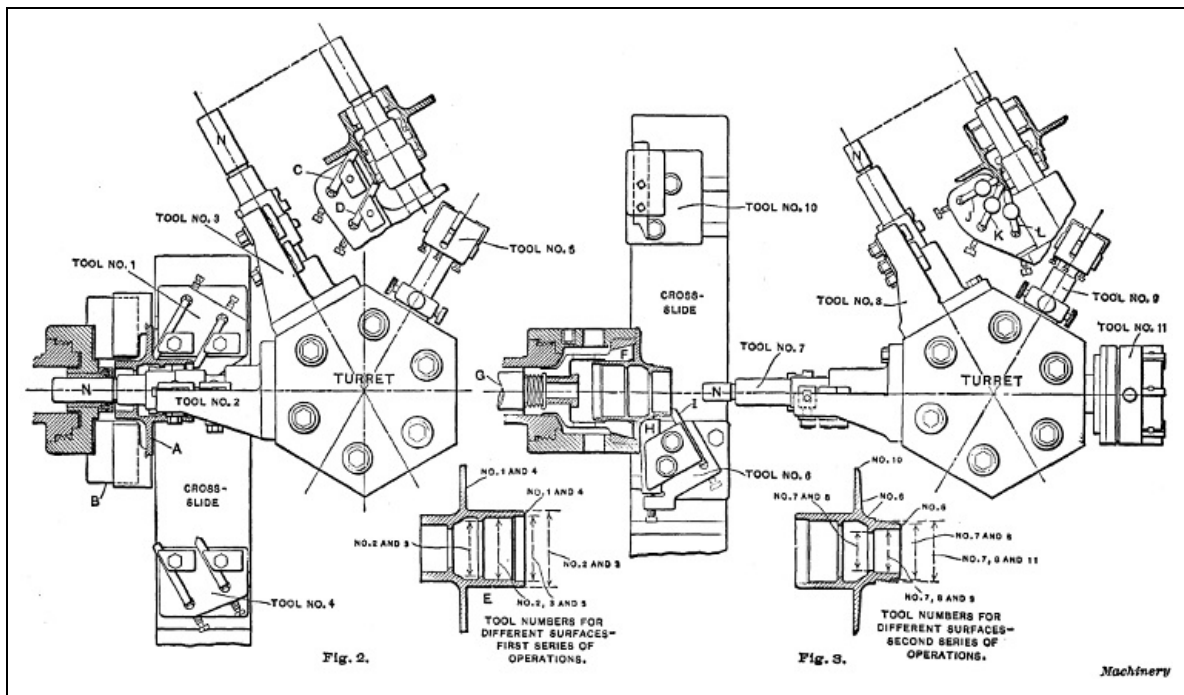 N
C
D
TOOL NO. 3
TOOL NO. 5
TOOL NO. 1
N
TOOL NO. 2
TURRET
A
B
CROSS-
SLIDE
TOOL NO. 4
NO. 1 AND 4
NO. 1 AND 4
NO. 2 AND 3
NO. 2 AND 3
E
NO. 2, 3 AND 5
TOOL NUMBERS FOR
DIFFERENT SURFACES–
FIRST SERIES OF
OPERATIONS.
Fig. 2.
TOOL NO. 10
CROSS-
SLIDE
G
F
H
I
TOOL NO. 6
TOOL NO. 7
N
N
J
K
L
TOOL NO. 8
TOOL NO. 9
TOOL NO. 11
TURRET
NO. 10
NO. 7 AND 8
NO. 6
NO. 6
NO. 7 AND 8
NO. 7, 8 AND 11
NO. 7, 8 AND 9
TOOL NUMBERS FOR
DIFFERENT SURFACES–
SECOND SERIES OF
OPERATIONS.
Fig. 3.
Machinery